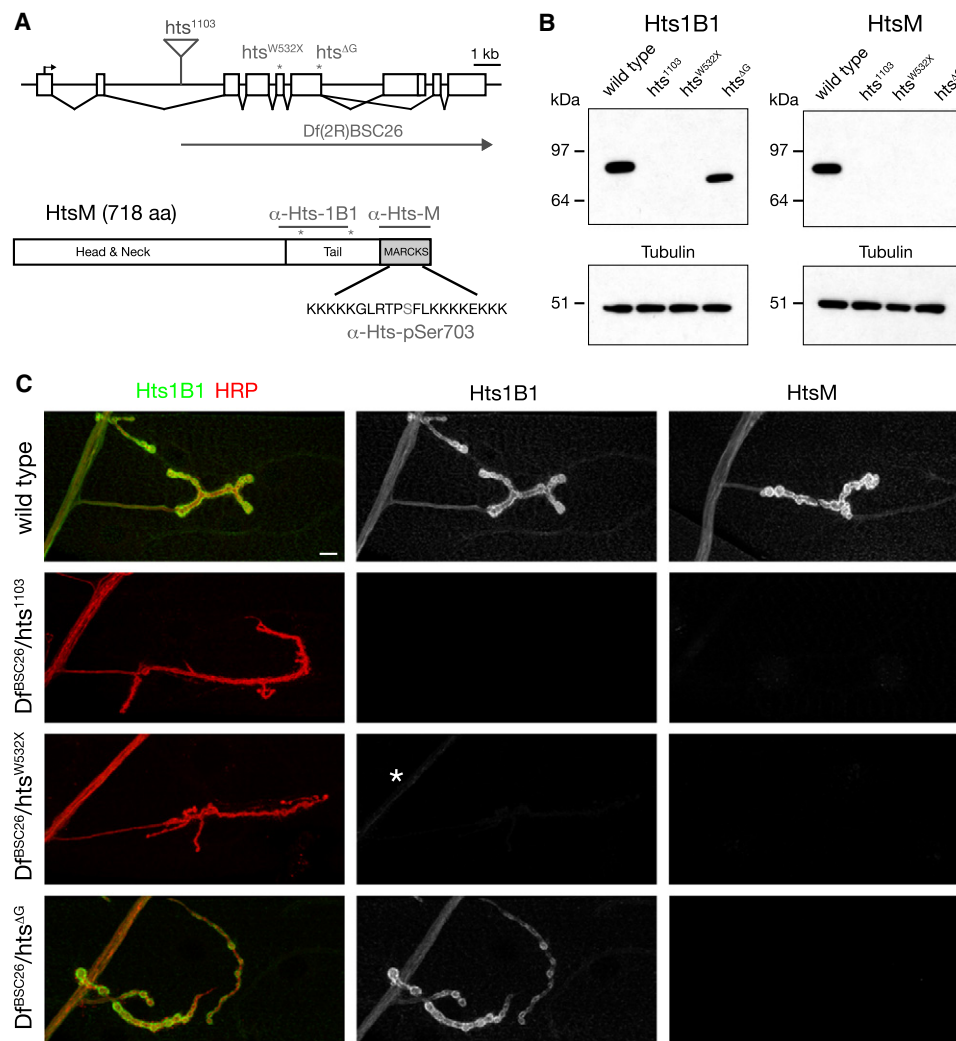 A
hts1103
htsW532X
htsΔG
* *
1 kb
Df(2R)BSC26
HtsM (718 aa)
α-Hts-1B1
α-Hts-M
* *
Head & Neck
Tail
MARCKS
KKKKKGLRTPSFLKKKKEKKK
α-Hts-pSer703
B
Hts1B1
HtsM
kDa
wild type
hts1103
htsW532X
htsΔG
kDa
wild type
hts1103
htsW532X
97
64
97
64
Tubulin
Tubulin
51
51
C
Hts1B1 HRP
Hts1B1
HtsM
wild type
DfBSC26/hts1103
DfBSC26/htsW532X
*
DfBSC26/htsΔG